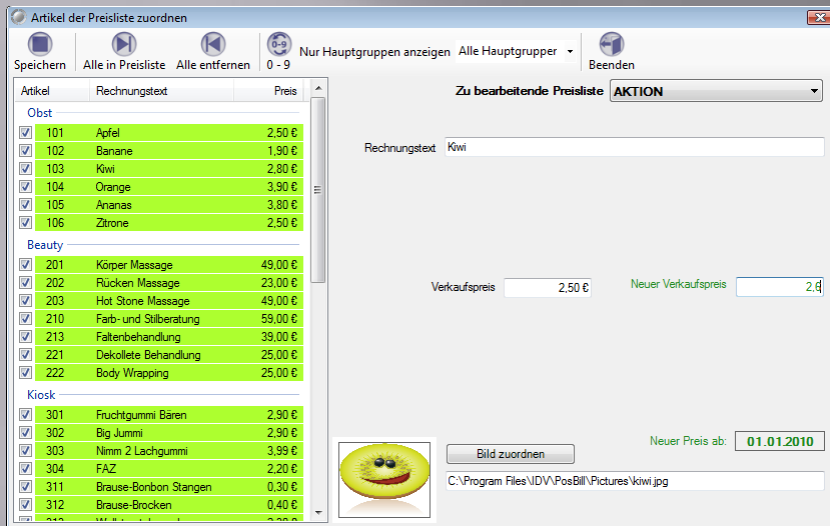 Artikel der Preisliste zuordnen
Speichern Alle in Preisliste Alle entfernen 0-9 0 - 9 Nur Hauptgruppen anzeigen Alle Hauptgrupper Beenden
Artikel Rechnungstext Preis
Obst
101 Apfel 2,50 €
102 Banane 1,90 €
103 Kiwi 2,80 €
104 Orange 3,90 €
105 Ananas 3,80 €
106 Zitrone 2,50 €
Beauty
201 Körper Massage 49,00 €
202 Rücken Massage 23,00 €
203 Hot Stone Massage 49,00 €
210 Farb- und Stilberatung 59,00 €
213 Faltenbehandlung 39,00 €
221 Dekollete Behandlung 25,00 €
222 Body Wrapping 25,00 €
Kiosk
301 Fruchtgummi Bären 2,90 €
302 Big Jummi 2,90 €
303 Nimm 2 Lachgummi 3,99 €
304 FAZ 2,20 €
311 Brause-Bonbon Stangen 0,30 €
312 Brause-Brocken 0,40 €
Zu bearbeitende Preisliste AKTION
Rechnungstext Kiwi
Verkaufspreis 2,50 € Neuer Verkaufspreis 2,6
Neuer Preis ab: 01.01.2010
Bild zuordnen
C:\Program Files\IDV\PosBill\Pictures\kiwi.jpg